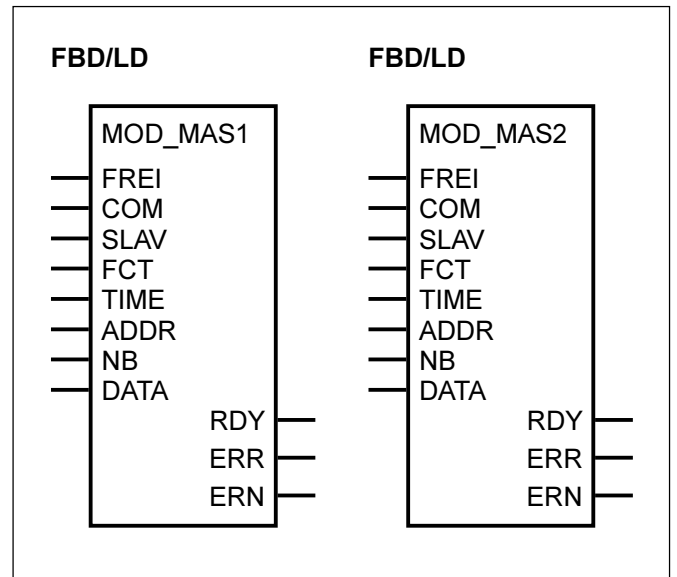 FBD/LD
MOD_MAS1
FREI
COM
SLAV
FCT
TIME
ADDR
NB
DATA
RDY
ERR
ERN
FBD/LD
MOD_MAS2
FREI
COM
SLAV
FCT
TIME
ADDR
NB
DATA
RDY
ERR
ERN